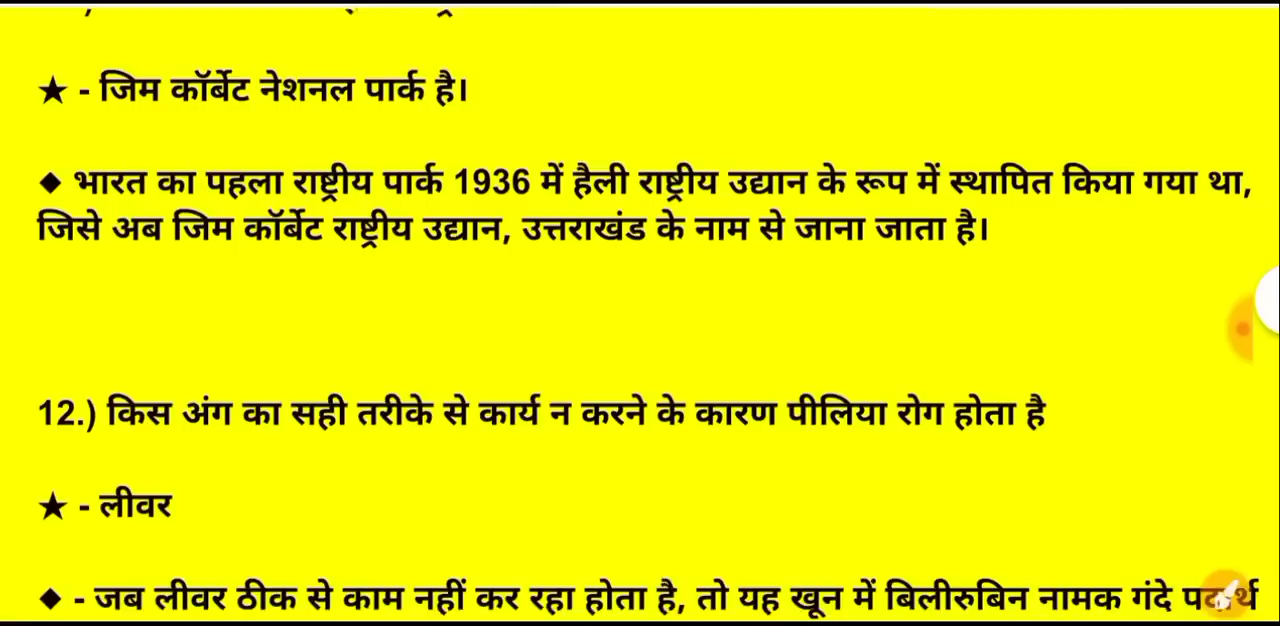 ★ - जिम कॉर्बेट नेशनल पार्क है।
◆ भारत का पहला राष्ट्रीय पार्क 1936 में हैली राष्ट्रीय उद्यान के रूप में स्थापित किया गया था,
जिसे अब जिम कॉर्बेट राष्ट्रीय उद्यान, उत्तराखंड के नाम से जाना जाता है।
12.) किस अंग का सही तरीके से कार्य न करने के कारण पीलिया रोग होता है
★ - लीवर
◆ - जब लीवर ठीक से काम नहीं कर रहा होता है, तो यह खून में बिलीरुबिन नामक गंदे पदार्थ